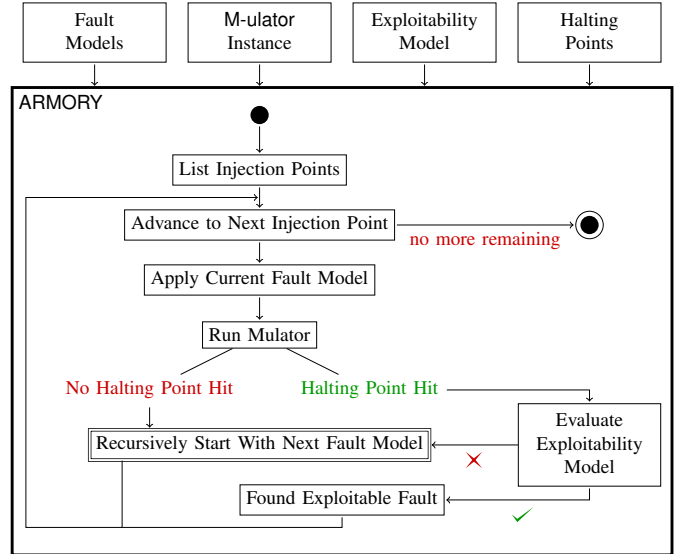 Fault
Models
M-ulator
Instance
Exploitability
Model
Halting
Points
ARMORY
List Injection Points
Advance to Next Injection Point
no more remaining
Apply Current Fault Model
Run Mulator
No Halting Point Hit
Halting Point Hit
Recursively Start With Next Fault Model
Evaluate
Exploitability
Model
Found Exploitable Fault